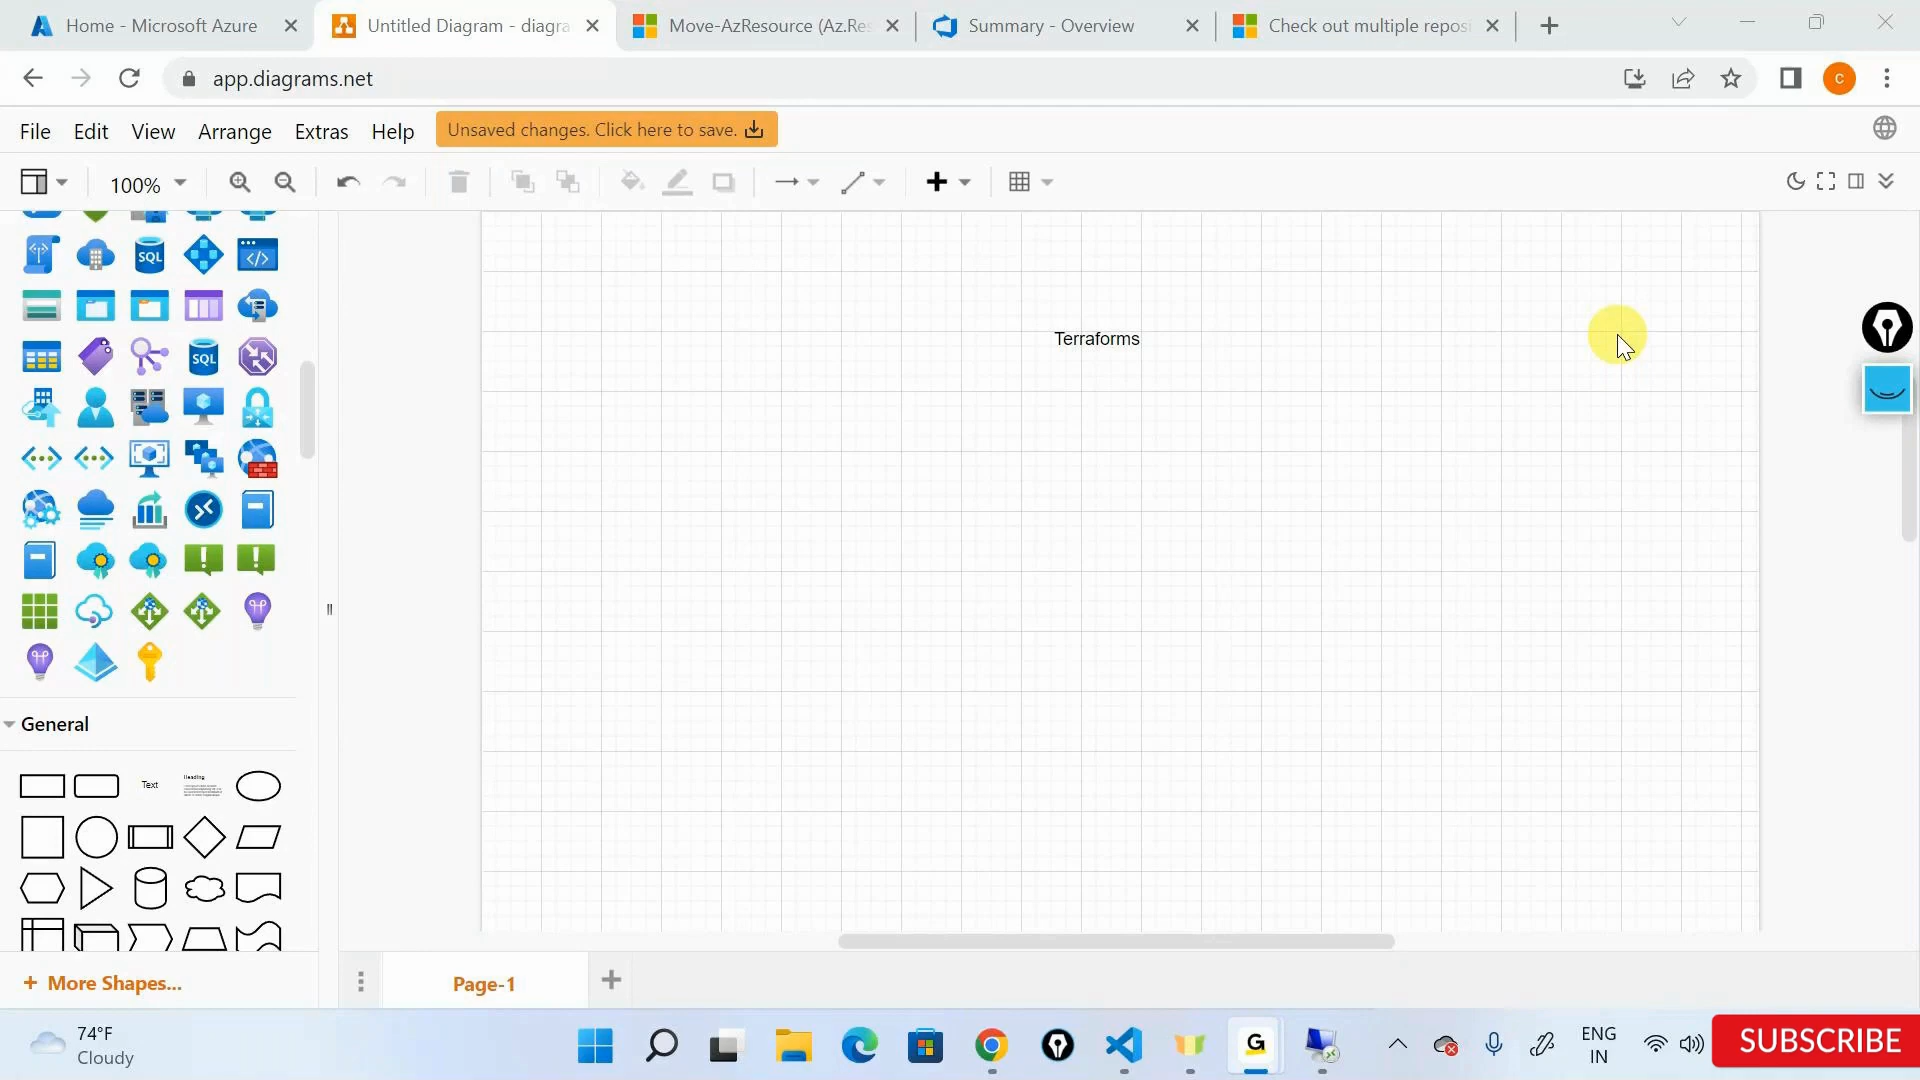 Home - Microsoft Azure
Untitled Diagram - diagra
Move-AzResource (Az.Res
Summary - Overview
Check out multiple reposi
app.diagrams.net
C
File Edit View Arrange Extras Help
Unsaved changes. Click here to save.
100%
SQL
SQL
Terraforms
General
Text
Heading
+ More Shapes...
Page-1
74°F
Cloudy
G
ENG
IN
SUBSCRIBE